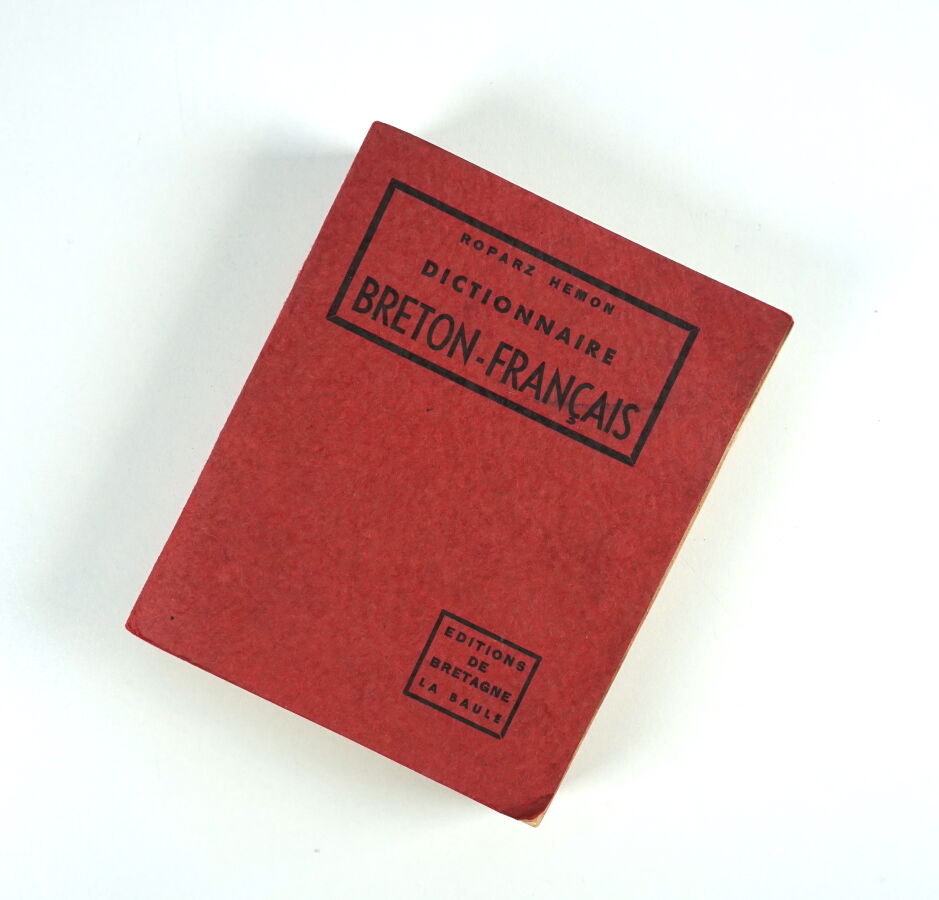 ROPARZ HEMON
DICTIONNAIRE
BRETON-FRANÇAIS
EDITIONS
DE
BRETAGNE
LA BAULE